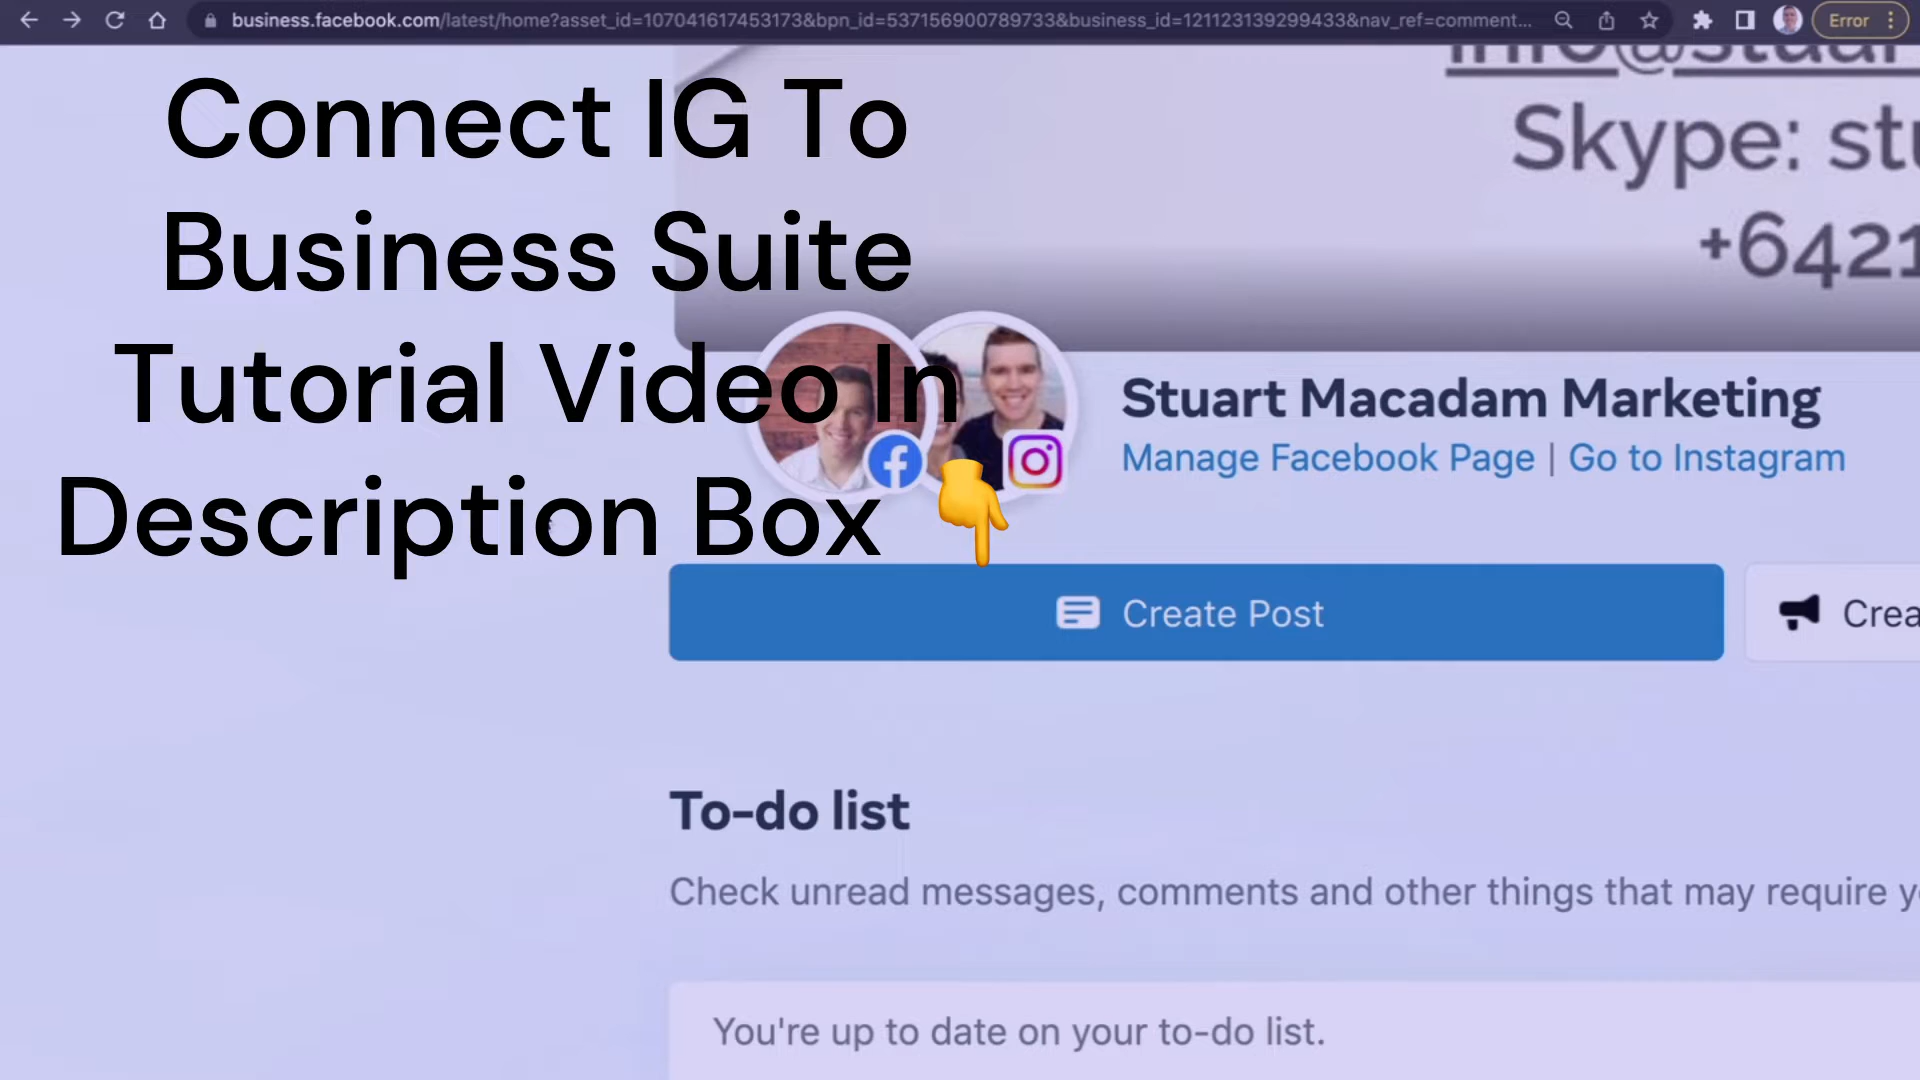 business.facebook.com/latest/home?asset_id=107041617453173&bpn_id=537156900789733&business_id=121123139299433&nav_ref=comment...
Error
Connect IG To
Business Suite
Tutorial Video In
Description Box 👇
Skype:
Stuart Macadam Marketing
Manage Facebook Page | Go to Instagram
Create Post
To-do list
Check unread messages, comments and other things that may require
You're up to date on your to-do list.